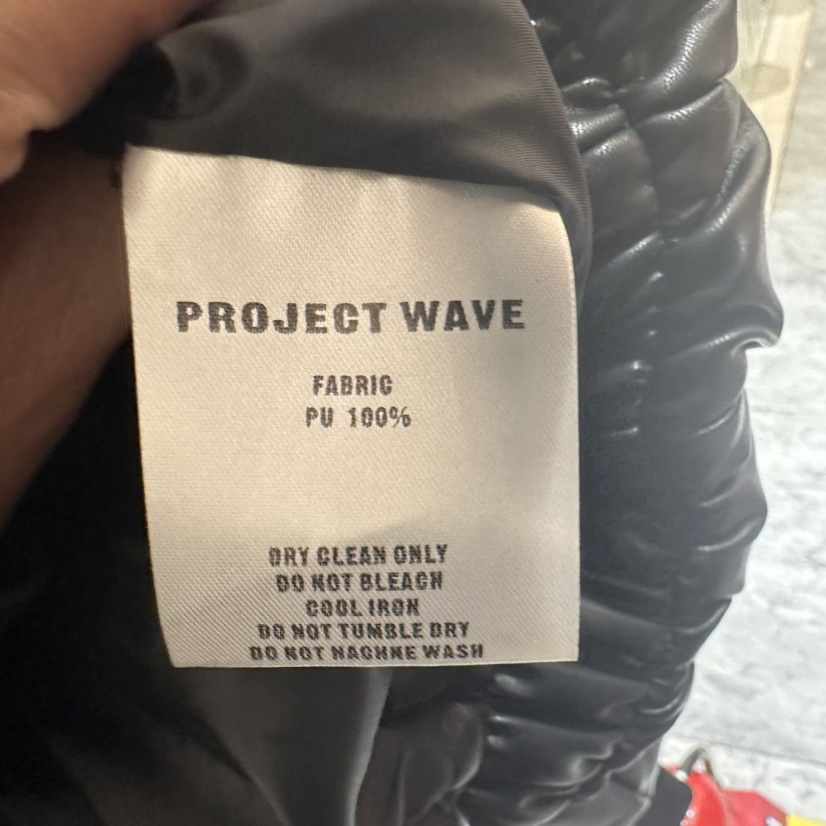 PROJECT WAVE
FABRIC
PU 100%
DRY CLEAN ONLY
DO NOT BLEACH
COOL IRON
DO NOT TUMBLE DRY
DO NOT NACHKE WASH